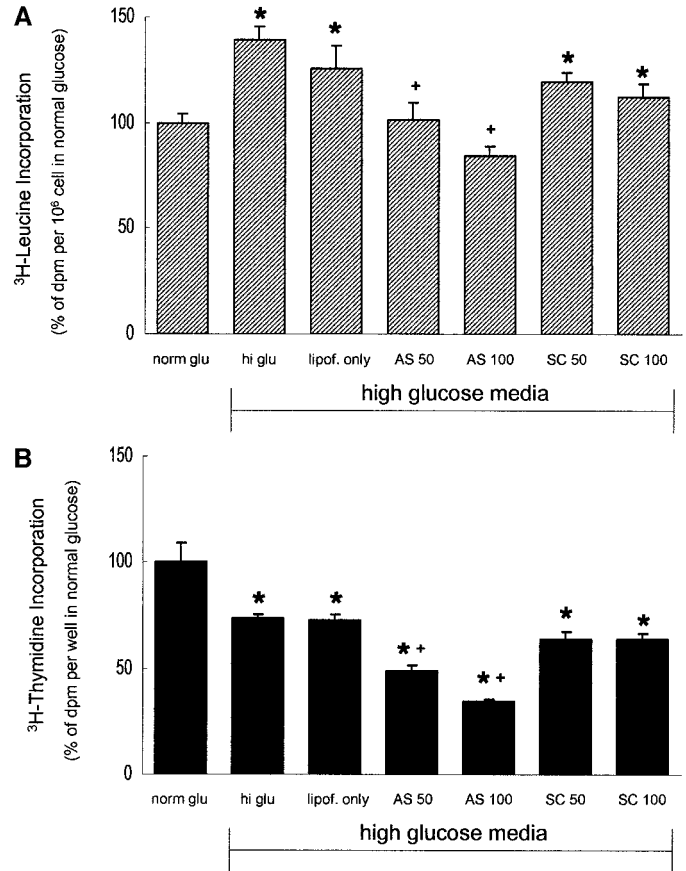 A
³H-Leucine Incorporation
(% of dpm per 10⁶ cell in normal glucose)
150
100
50
0
*
*
+
+
*
*
norm glu hi glu lipof. only AS 50 AS 100 SC 50 SC 100
high glucose media
B
³H-Thymidine Incorporation
(% of dpm per well in normal glucose)
150
100
50
0
*
*
* +
* +
*
*
norm glu hi glu lipof. only AS 50 AS 100 SC 50 SC 100
high glucose media